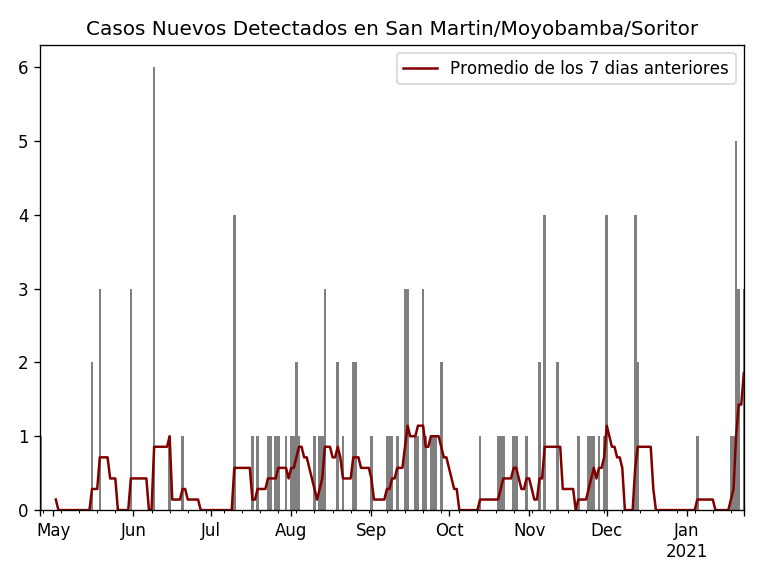 Casos Nuevos Detectados en San Martin/Moyobamba/Soritor
Promedio de los 7 dias anteriores
6
5
4
3
2
1
0
May Jun Jul Aug Sep Oct Nov Dec Jan
2021